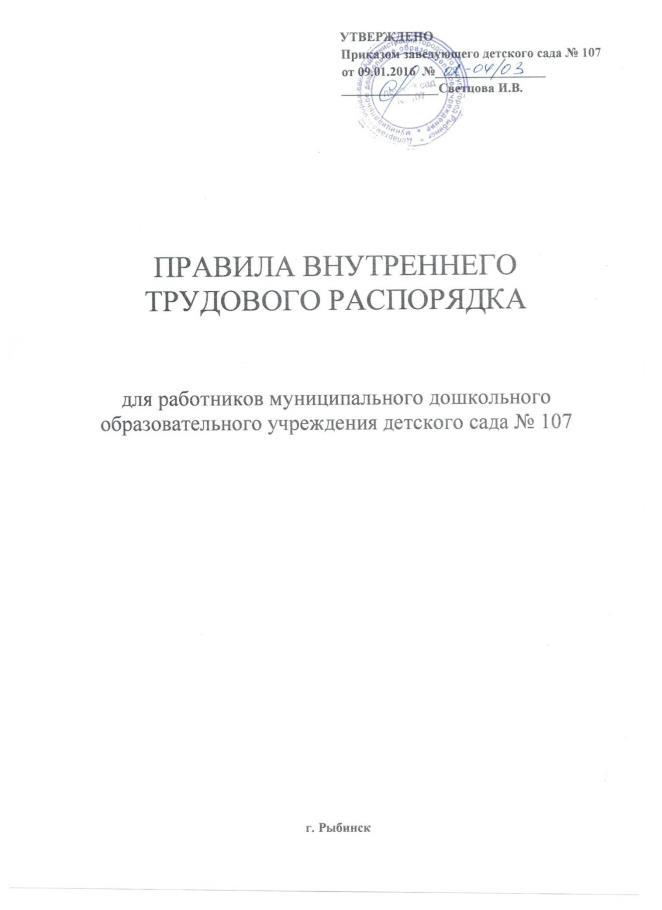 УТВЕРЖДЕНО
Приказом заведующего детского сада № 107
от 09.01.2016 № 01-04/03
Светцова И.В.
ПРАВИЛА ВНУТРЕННЕГО
ТРУДОВОГО РАСПОРЯДКА
для работников муниципального дошкольного
образовательного учреждения детского сада № 107
г. Рыбинск